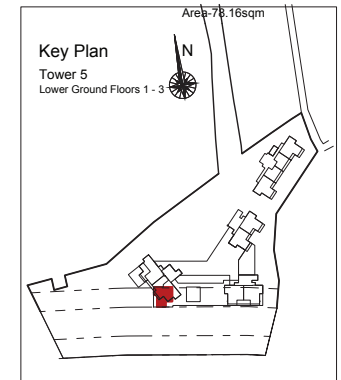 Area-78.16sqm
Key Plan
N
Tower 5
Lower Ground Floors 1 - 3